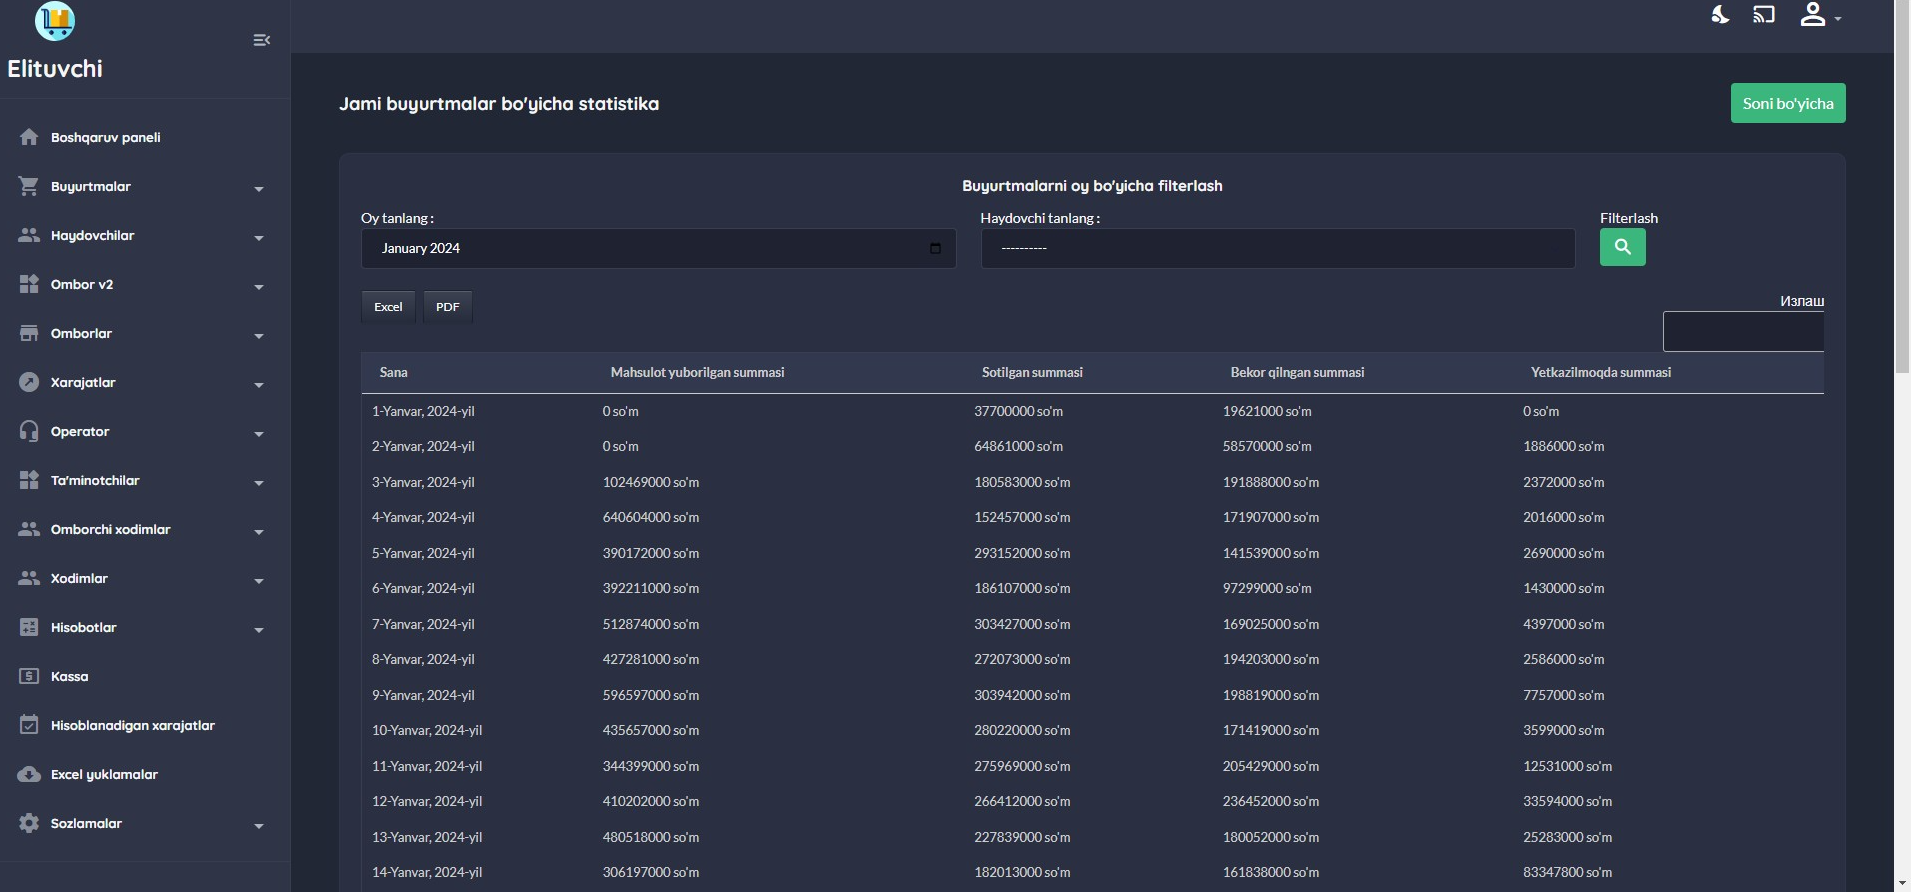 Elituvchi
Boshqaruv paneli
Buyurtmalar
Haydovchilar
Ombor v2
Omborlar
Xarajatlar
Operator
Ta'minotchilar
Omborchi xodimlar
Xodimlar
Hisobotlar
Kassa
Hisoblanadigan xarajatlar
Excel yuklamalar
Sozlamalar
Jami buyurtmalar bo'yicha statistika
Soni bo'yicha
Buyurtmalarni oy bo'yicha filterlash
Oy tanlang : Haydovchi tanlang : Filterlash
January 2024 ----------
Excel PDF
Излаш
Sana Mahsulot yuborilgan summasi Sotilgan summasi Bekor qilngan summasi Yetkazilmoqda summasi
1-Yanvar, 2024-yil 0 so'm 37700000 so'm 19621000 so'm 0 so'm
2-Yanvar, 2024-yil 0 so'm 64861000 so'm 58570000 so'm 1886000 so'm
3-Yanvar, 2024-yil 102469000 so'm 180583000 so'm 191888000 so'm 2372000 so'm
4-Yanvar, 2024-yil 640604000 so'm 152457000 so'm 171907000 so'm 2016000 so'm
5-Yanvar, 2024-yil 390172000 so'm 293152000 so'm 141539000 so'm 2690000 so'm
6-Yanvar, 2024-yil 392211000 so'm 186107000 so'm 97299000 so'm 1430000 so'm
7-Yanvar, 2024-yil 512874000 so'm 303427000 so'm 169025000 so'm 4397000 so'm
8-Yanvar, 2024-yil 427281000 so'm 272073000 so'm 194203000 so'm 2586000 so'm
9-Yanvar, 2024-yil 596597000 so'm 303942000 so'm 198819000 so'm 7757000 so'm
10-Yanvar, 2024-yil 435657000 so'm 280220000 so'm 171419000 so'm 3599000 so'm
11-Yanvar, 2024-yil 344399000 so'm 275969000 so'm 205429000 so'm 12531000 so'm
12-Yanvar, 2024-yil 410202000 so'm 266412000 so'm 236452000 so'm 33594000 so'm
13-Yanvar, 2024-yil 480518000 so'm 227839000 so'm 180052000 so'm 25283000 so'm
14-Yanvar, 2024-yil 306197000 so'm 182013000 so'm 161838000 so'm 83347800 so'm